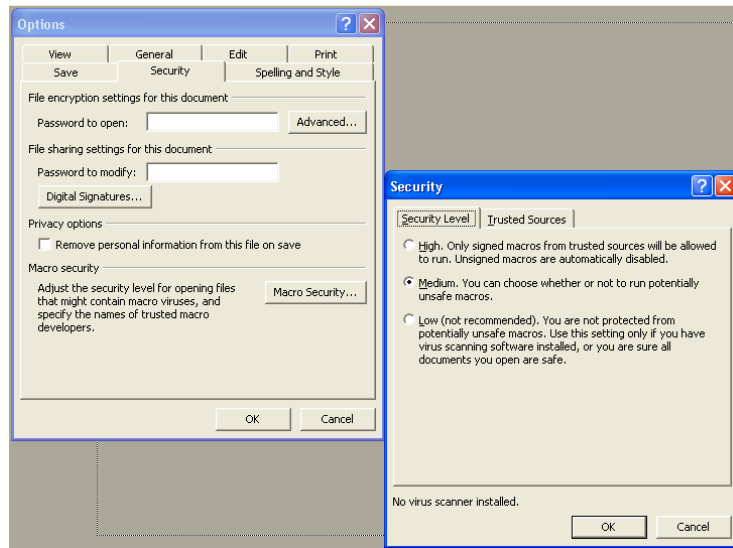 Options
View General Edit Print
Save Security Spelling and Style
File encryption settings for this document
Password to open:
Advanced...
File sharing settings for this document
Password to modify:
Digital Signatures...
Privacy options
Remove personal information from this file on save
Macro security
Adjust the security level for opening files
that might contain macro viruses, and
specify the names of trusted macro
developers.
Macro Security...
OK Cancel
Security
Security Level Trusted Sources
High. Only signed macros from trusted sources will be allowed
to run. Unsigned macros are automatically disabled.
Medium. You can choose whether or not to run potentially
unsafe macros.
Low (not recommended). You are not protected from
potentially unsafe macros. Use this setting only if you have
virus scanning software installed, or you are sure all
documents you open are safe.
No virus scanner installed.
OK Cancel